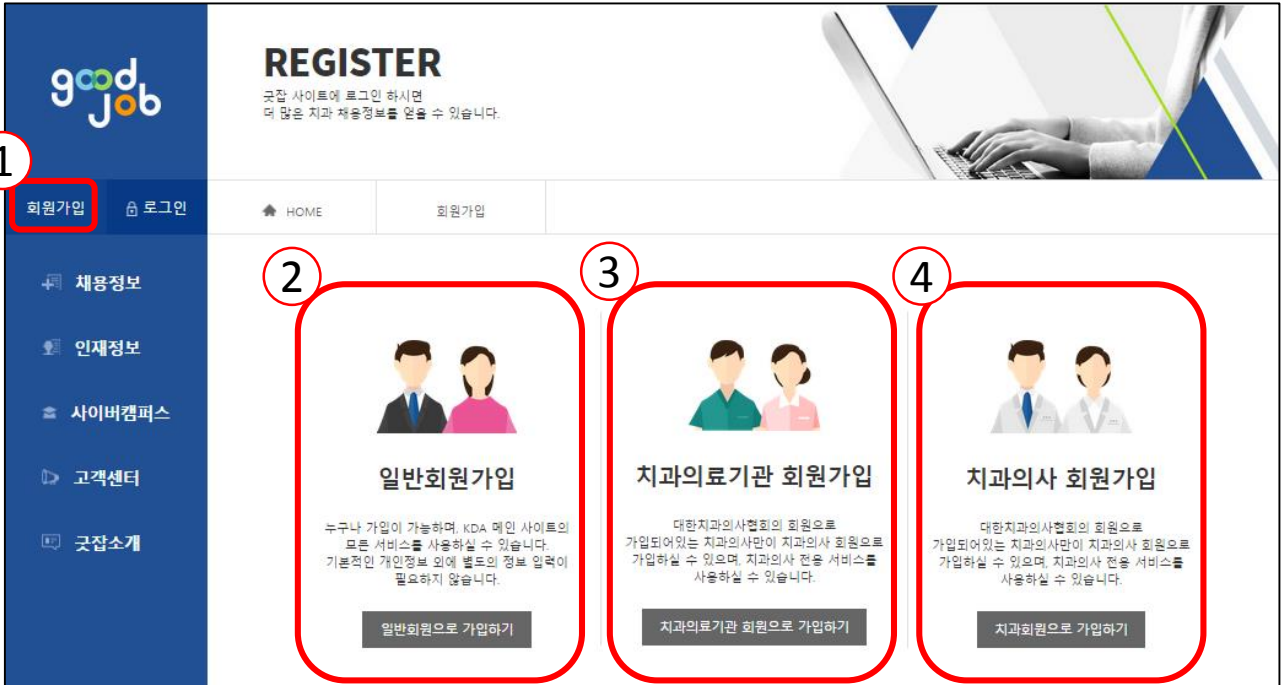 good
job
REGISTER
굿잡 사이트에 로그인 하시면
더 많은 치과 채용정보를 얻을 수 있습니다.
1
회원가입
로그인
HOME
회원가입
채용정보
인재정보
사이버캠퍼스
고객센터
굿잡소개
2
일반회원가입
누구나 가입이 가능하며, KDA 메인 사이트의
모든 서비스를 사용하실 수 있습니다.
기본적인 개인정보 외에 별도의 정보 입력이
필요하지 않습니다.
일반회원으로 가입하기
3
치과의료기관 회원가입
대한치과의사협회의 회원으로
가입되어있는 치과의사만이 치과의사 회원으로
가입하실 수 있으며, 치과의사 전용 서비스를
사용하실 수 있습니다.
치과의료기관 회원으로 가입하기
4
치과의사 회원가입
대한치과의사협회의 회원으로
가입되어있는 치과의사만이 치과의사 회원으로
가입하실 수 있으며, 치과의사 전용 서비스를
사용하실 수 있습니다.
치과회원으로 가입하기